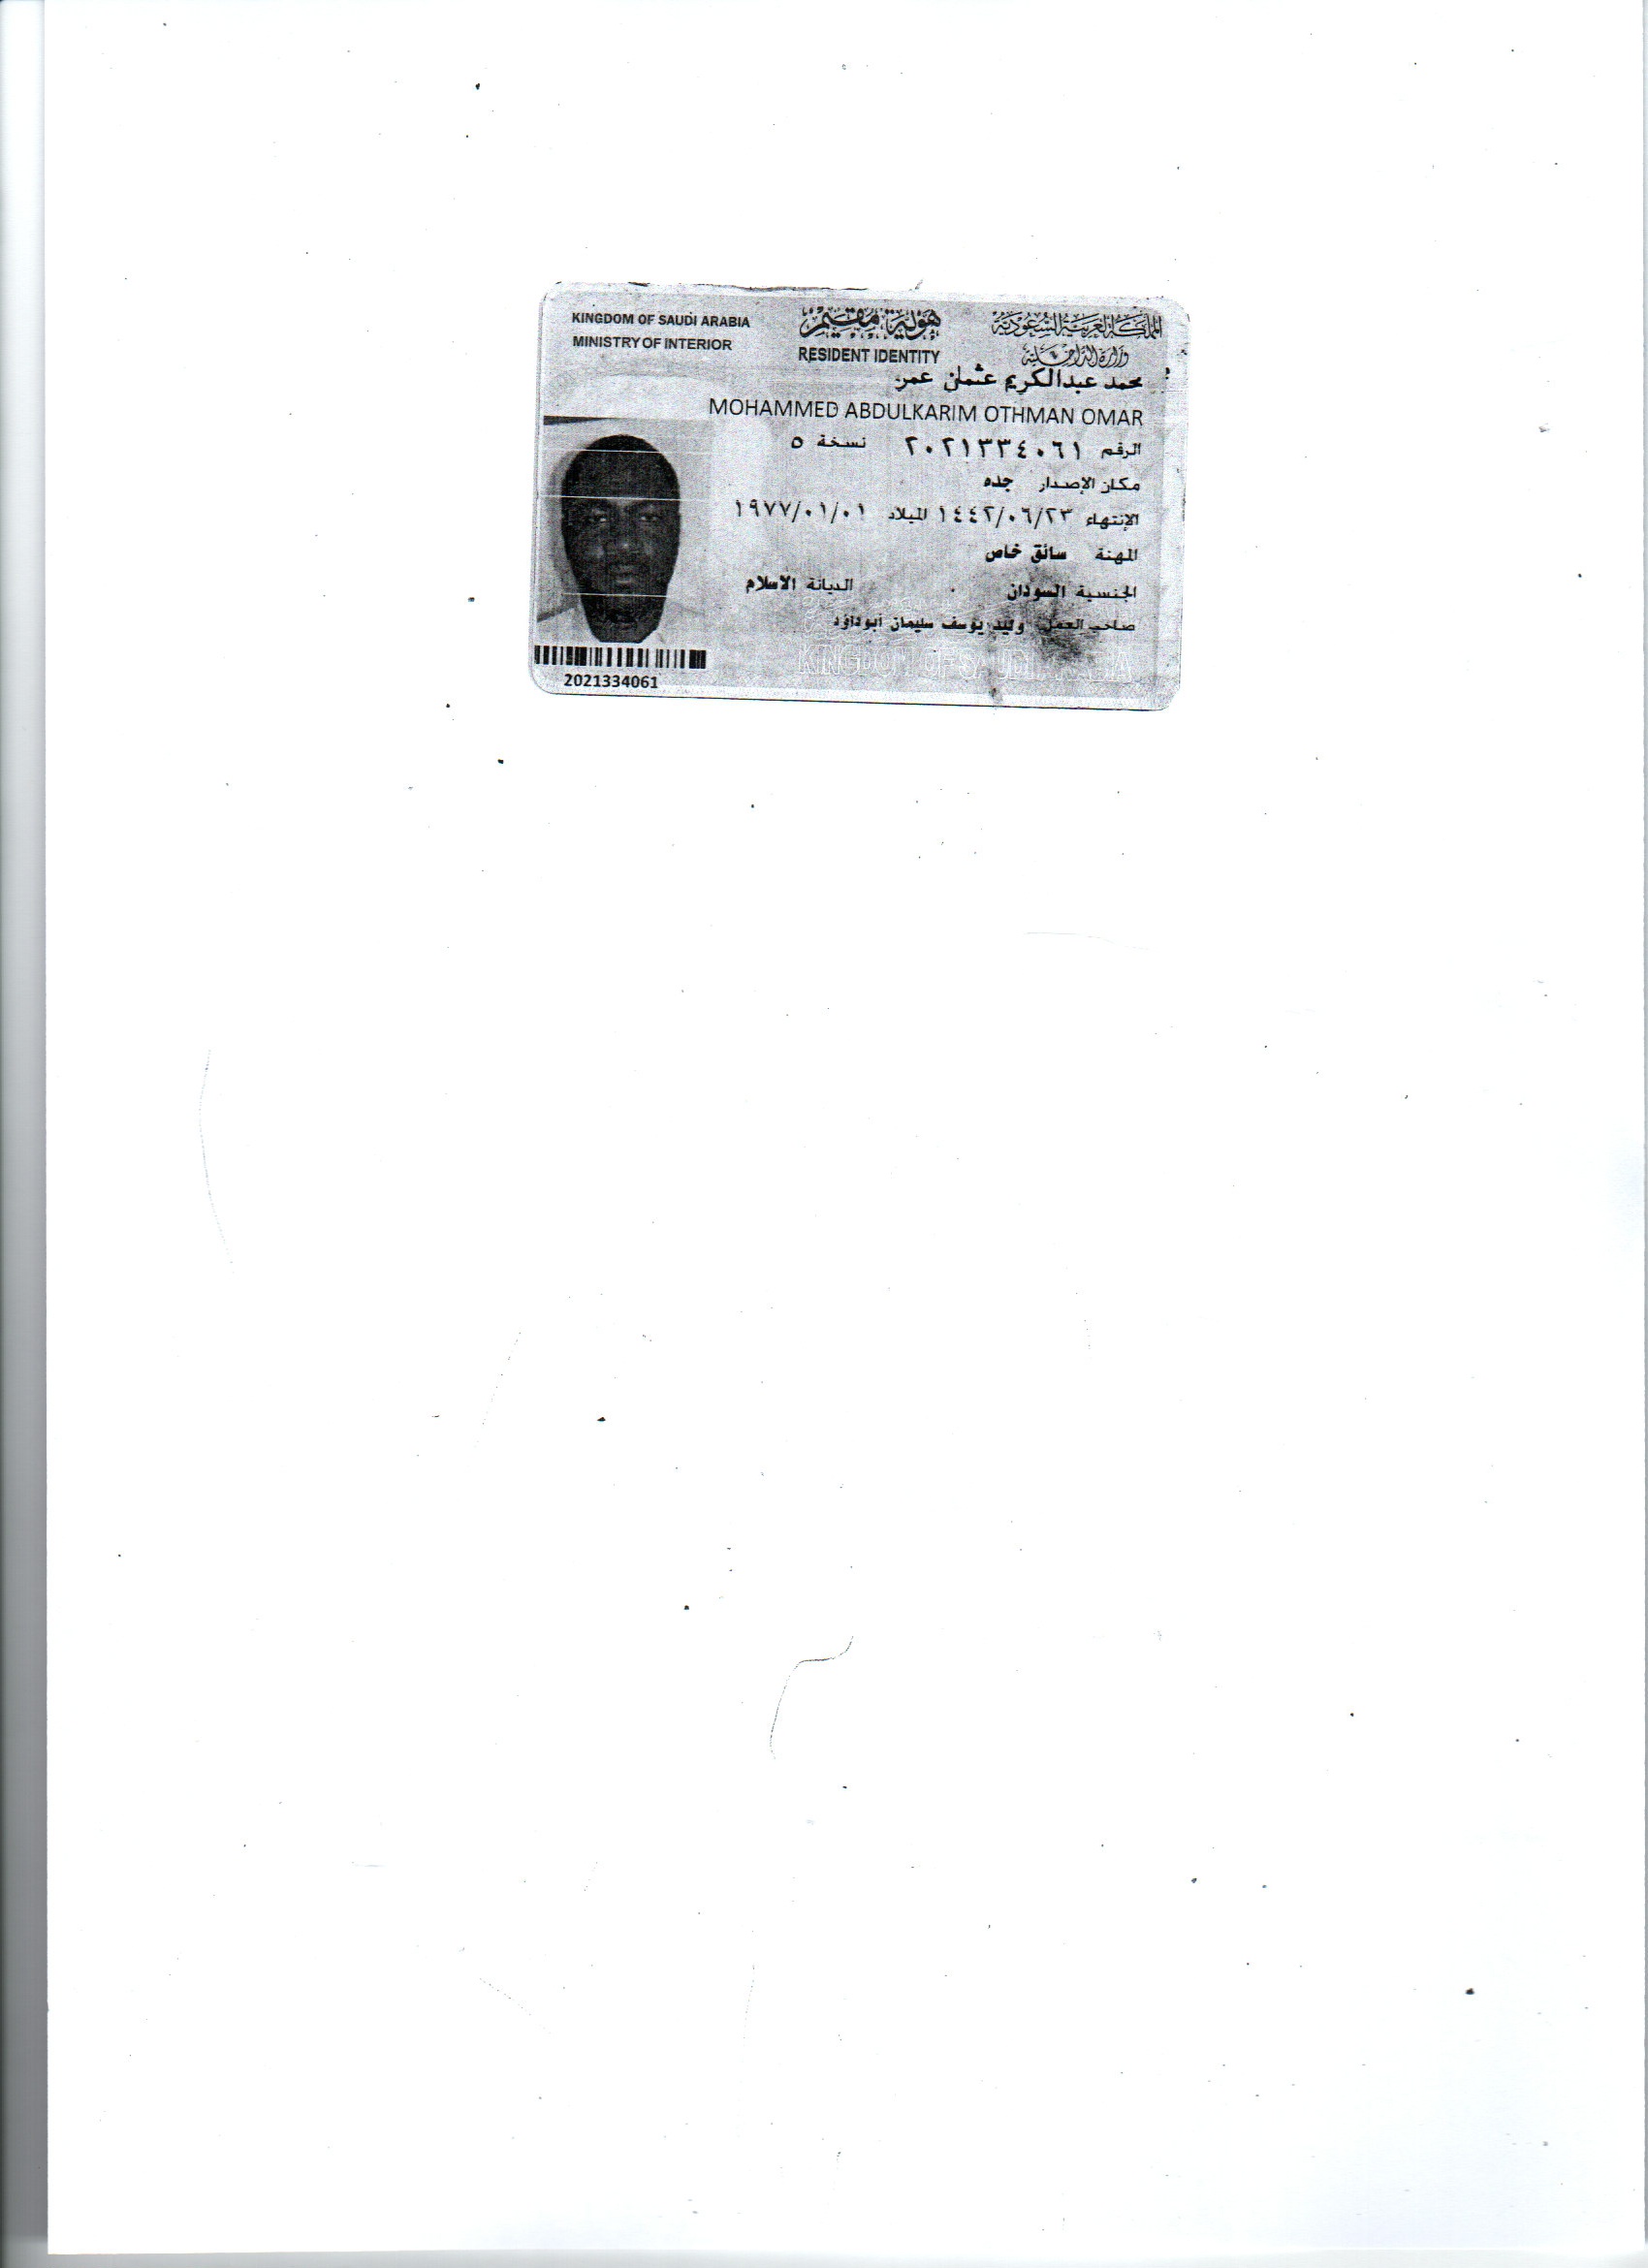 KINGDOM OF SAUDI ARABIA
MINISTRY OF INTERIOR
هوية مقيم
RESIDENT IDENTITY
المملكة العربية السعودية
وزارة الداخلية
محمد عبدالكريم عثمان عمر
MOHAMMED ABDULKARIM OTHMAN OMAR
الرقم ٢٠٢١٣٣٤٠٦١ نسخة ٥
مكان الإصدار جده
الإنتهاء ١٤٤٢/٠٦/٢٣ الميلاد ١٩٧٧/٠١/٠١
المهنة سائق خاص
الجنسية السودان الديانة الاسلام
صاحب العمل وليد يوسف سليمان ابوداؤد
KINGDOM OF SAUDI ARABIA
2021334061